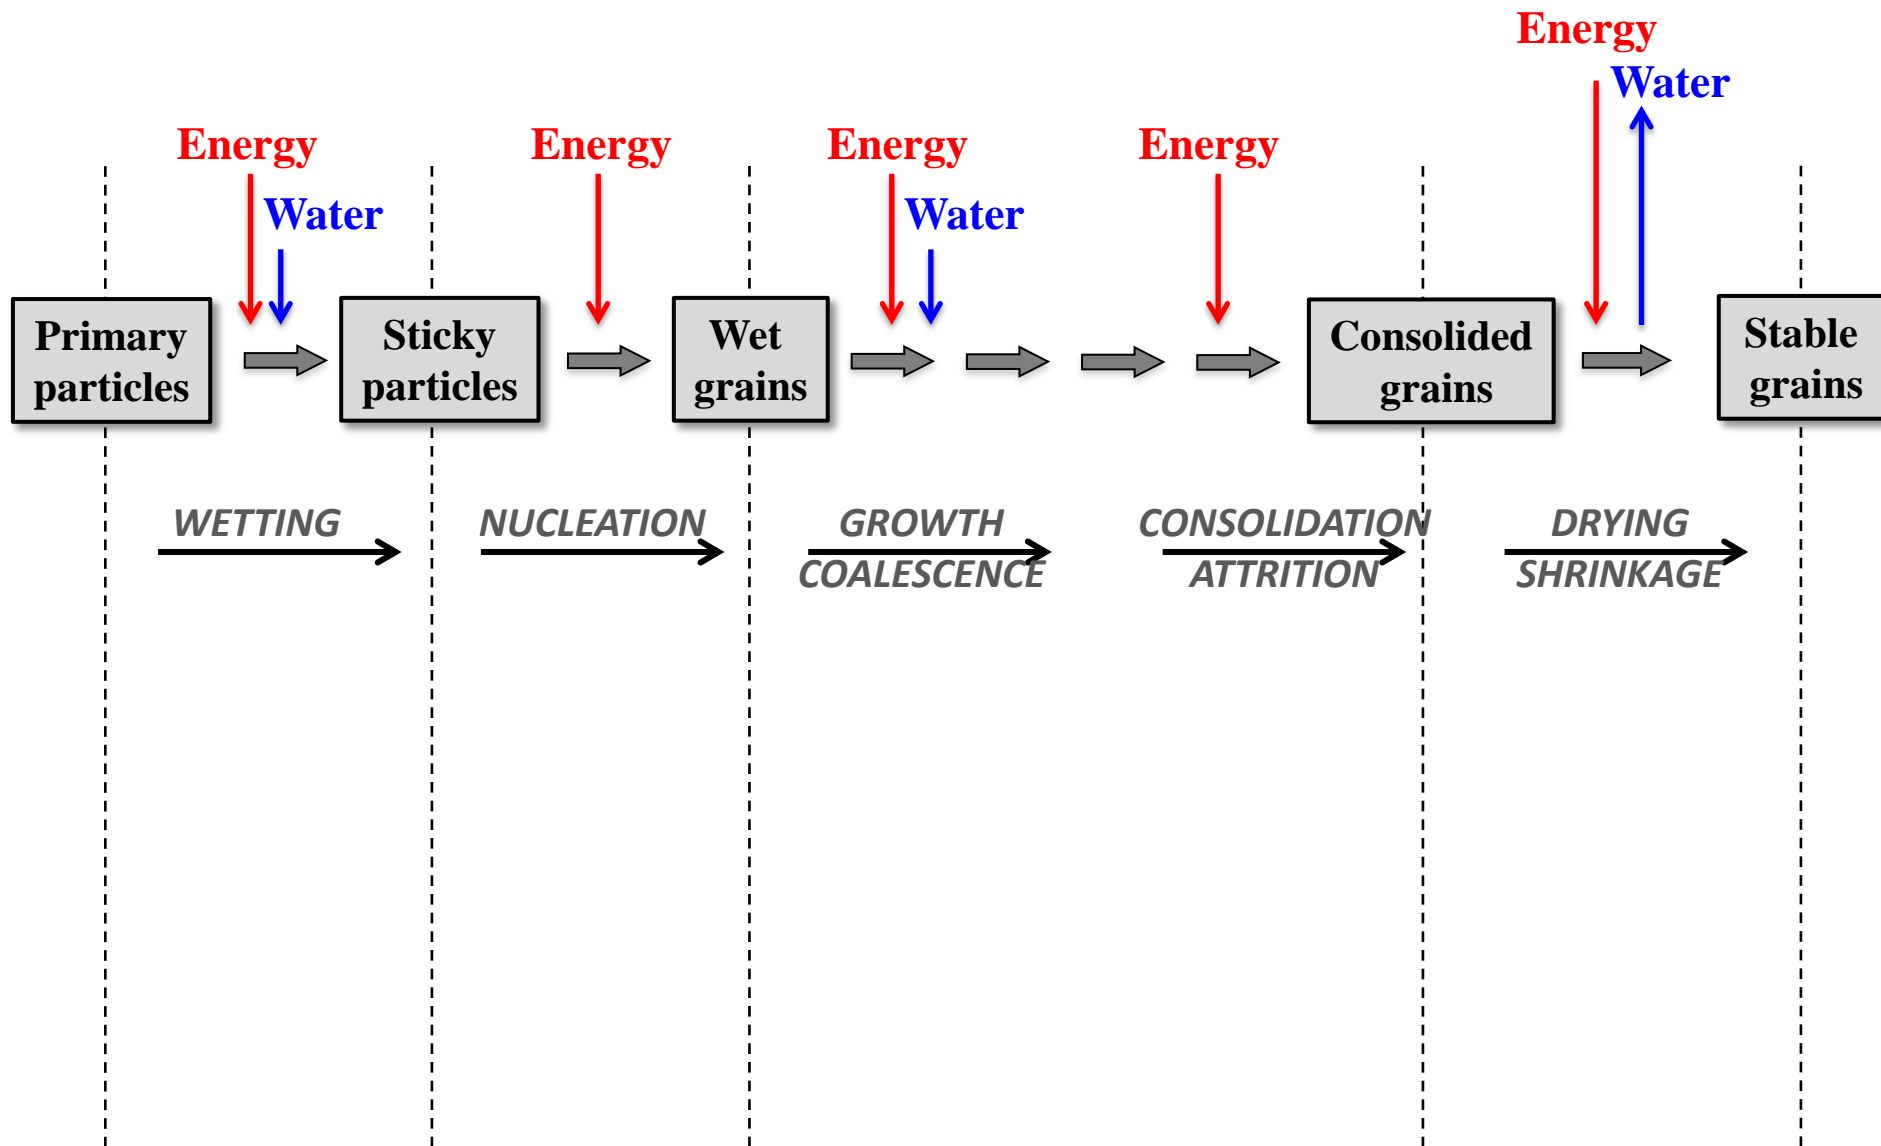 Energy
Water
Energy
Energy
Energy
Energy
Water
Water
Primary
particles
Sticky
particles
Wet
grains
Consolided
grains
Stable
grains
WETTING
NUCLEATION
GROWTH
COALESCENCE
CONSOLIDATION
ATTRITION
DRYING
SHRINKAGE